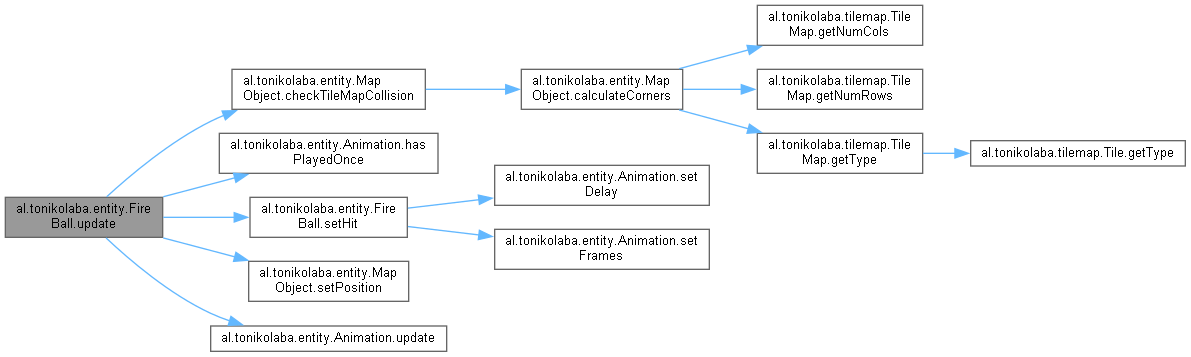 al.tonikolaba.tilemap.Tile
Map.getNumCols
al.tonikolaba.entity.Map
Object.checkTileMapCollision
al.tonikolaba.entity.Map
Object.calculateCorners
al.tonikolaba.tilemap.Tile
Map.getNumRows
al.tonikolaba.entity.Animation.has
PlayedOnce
al.tonikolaba.tilemap.Tile
Map.getType
al.tonikolaba.tilemap.Tile.getType
al.tonikolaba.entity.Fire
Ball.update
al.tonikolaba.entity.Fire
Ball.setHit
al.tonikolaba.entity.Animation.set
Delay
al.tonikolaba.entity.Animation.set
Frames
al.tonikolaba.entity.Map
Object.setPosition
al.tonikolaba.entity.Animation.update